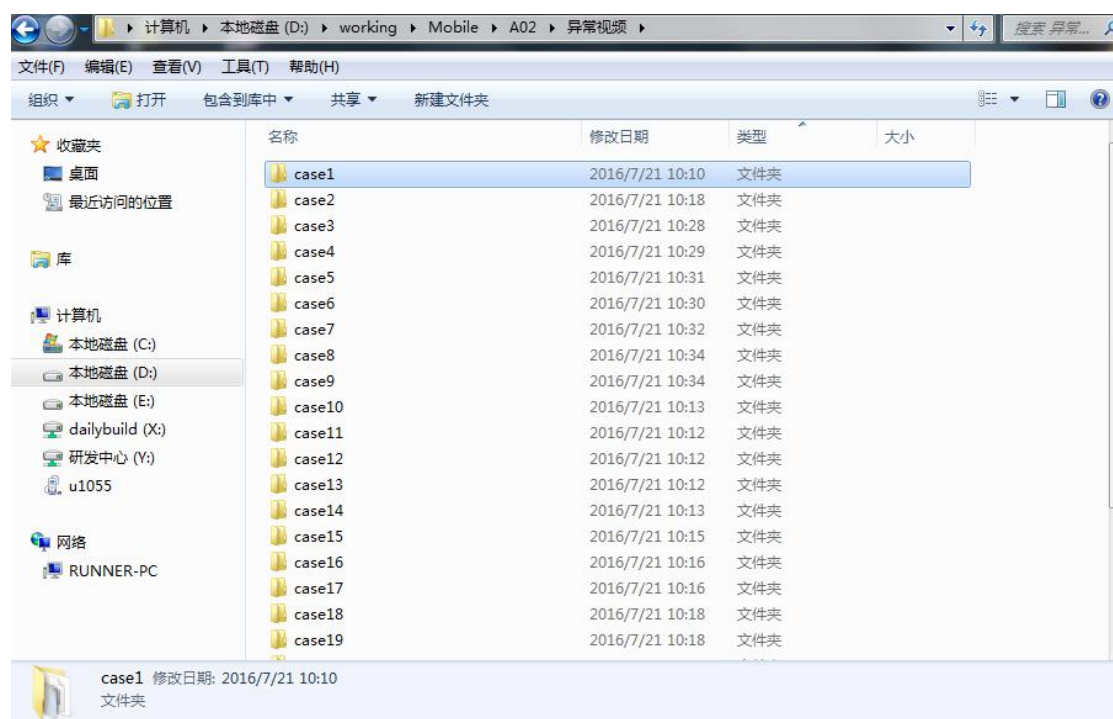 计算机 本地磁盘 (D:) working Mobile A02 异常视频 搜索 异常...
文件(F) 编辑(E) 查看(V) 工具(T) 帮助(H)
组织 打开 包含到库中 共享 新建文件夹
收藏夹
桌面
最近访问的位置
库
计算机
本地磁盘 (C:)
本地磁盘 (D:)
本地磁盘 (E:)
dailybuild (X:)
研发中心 (Y:)
u1055
网络
RUNNER-PC
名称 修改日期 类型 大小
case1 2016/7/21 10:10 文件夹
case2 2016/7/21 10:18 文件夹
case3 2016/7/21 10:28 文件夹
case4 2016/7/21 10:29 文件夹
case5 2016/7/21 10:31 文件夹
case6 2016/7/21 10:30 文件夹
case7 2016/7/21 10:32 文件夹
case8 2016/7/21 10:34 文件夹
case9 2016/7/21 10:34 文件夹
case10 2016/7/21 10:13 文件夹
case11 2016/7/21 10:12 文件夹
case12 2016/7/21 10:12 文件夹
case13 2016/7/21 10:12 文件夹
case14 2016/7/21 10:13 文件夹
case15 2016/7/21 10:15 文件夹
case16 2016/7/21 10:16 文件夹
case17 2016/7/21 10:16 文件夹
case18 2016/7/21 10:18 文件夹
case19 2016/7/21 10:18 文件夹
case1 修改日期: 2016/7/21 10:10
文件夹